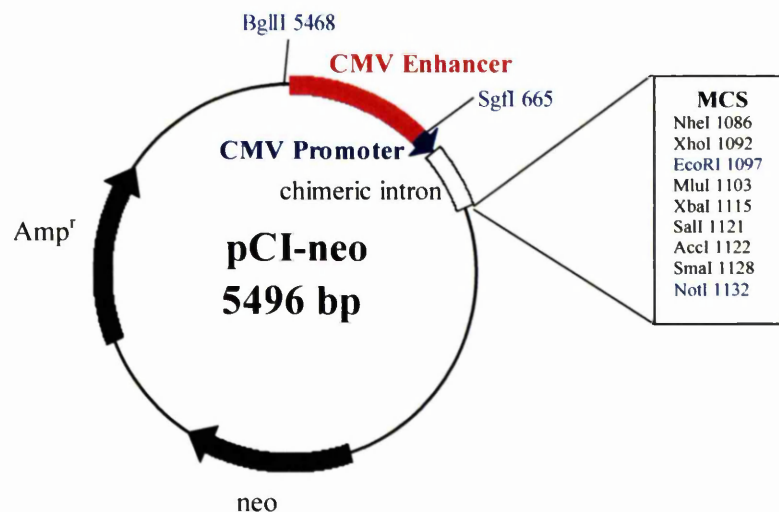 BglII 5468
CMV Enhancer
SgfI 665
CMV Promoter
chimeric intron
Amp^r
pCI-neo
5496 bp
neo
MCS
NheI 1086
XhoI 1092
EcoRI 1097
MluI 1103
XbaI 1115
SalI 1121
AccI 1122
SmaI 1128
NotI 1132